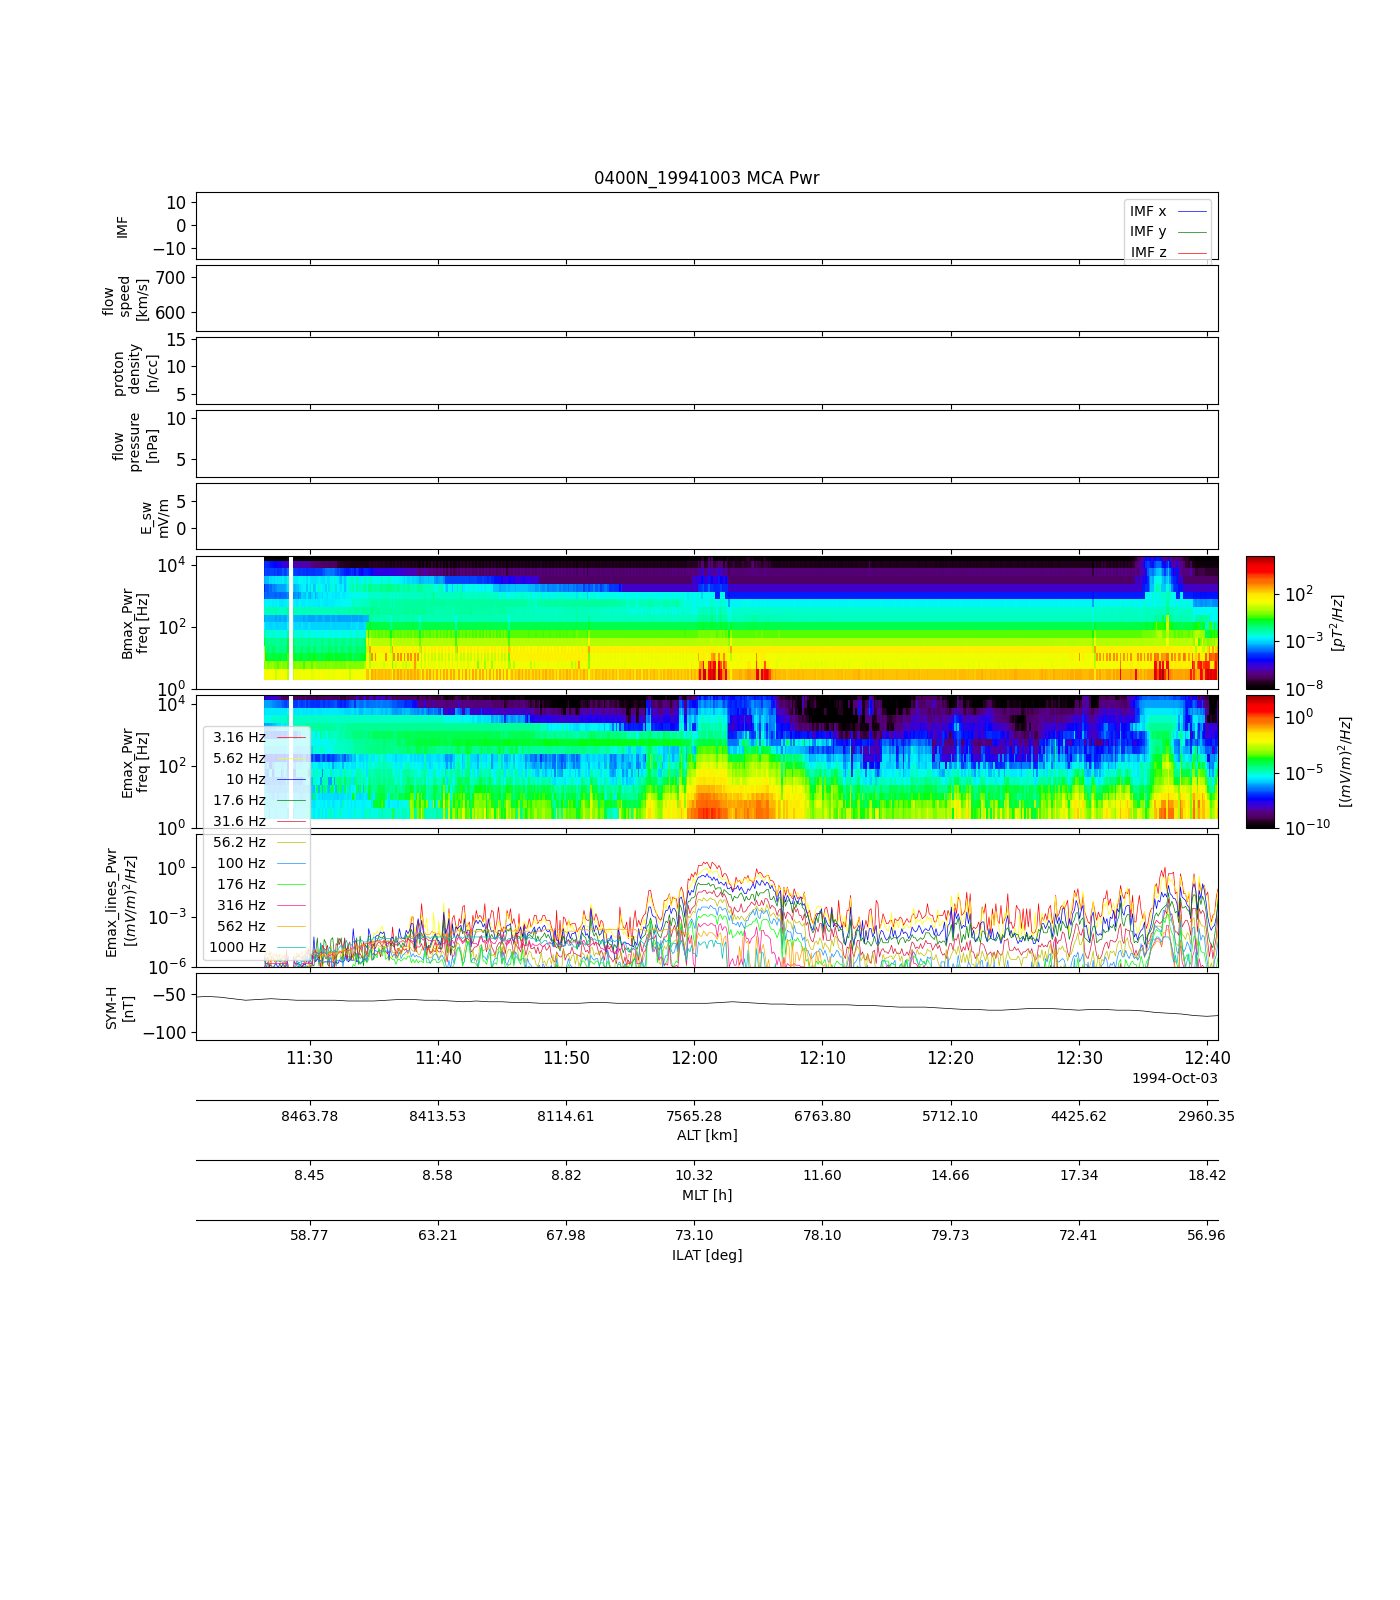 0400N_19941003 MCA Pwr
IMF
10
0
−10
IMF x
IMF y
IMF z
flow
speed
[km/s]
700
600
proton
density
[n/cc]
15
10
5
flow
pressure
[nPa]
10
5
E_sw
mV/m
5
0
Bmax_Pwr
freq [Hz]
10^4
10^2
10^0
10^2
10^−3
10^−8
[pT^2/Hz]
Emax_Pwr
freq [Hz]
10^4
10^2
10^0
10^0
10^−5
10^−10
[(mV/m)^2/Hz]
3.16 Hz
5.62 Hz
10 Hz
17.6 Hz
31.6 Hz
56.2 Hz
100 Hz
176 Hz
316 Hz
562 Hz
1000 Hz
Emax_lines_Pwr
[(mV/m)^2/Hz]
10^0
10^−3
10^−6
SYM-H
[nT]
−50
−100
11:30 11:40 11:50 12:00 12:10 12:20 12:30 12:40
1994-Oct-03
8463.78 8413.53 8114.61 7565.28 6763.80 5712.10 4425.62 2960.35
ALT [km]
8.45 8.58 8.82 10.32 11.60 14.66 17.34 18.42
MLT [h]
58.77 63.21 67.98 73.10 78.10 79.73 72.41 56.96
ILAT [deg]